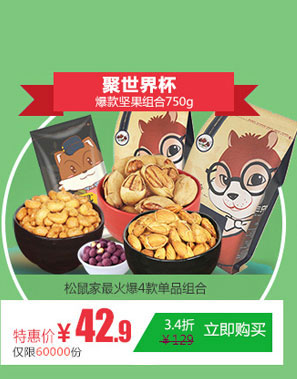 聚世界杯
爆款坚果组合750g
松鼠家最火爆4款单品组合
特惠价¥42.9
仅限60000份
3.4折
¥129
立即购买